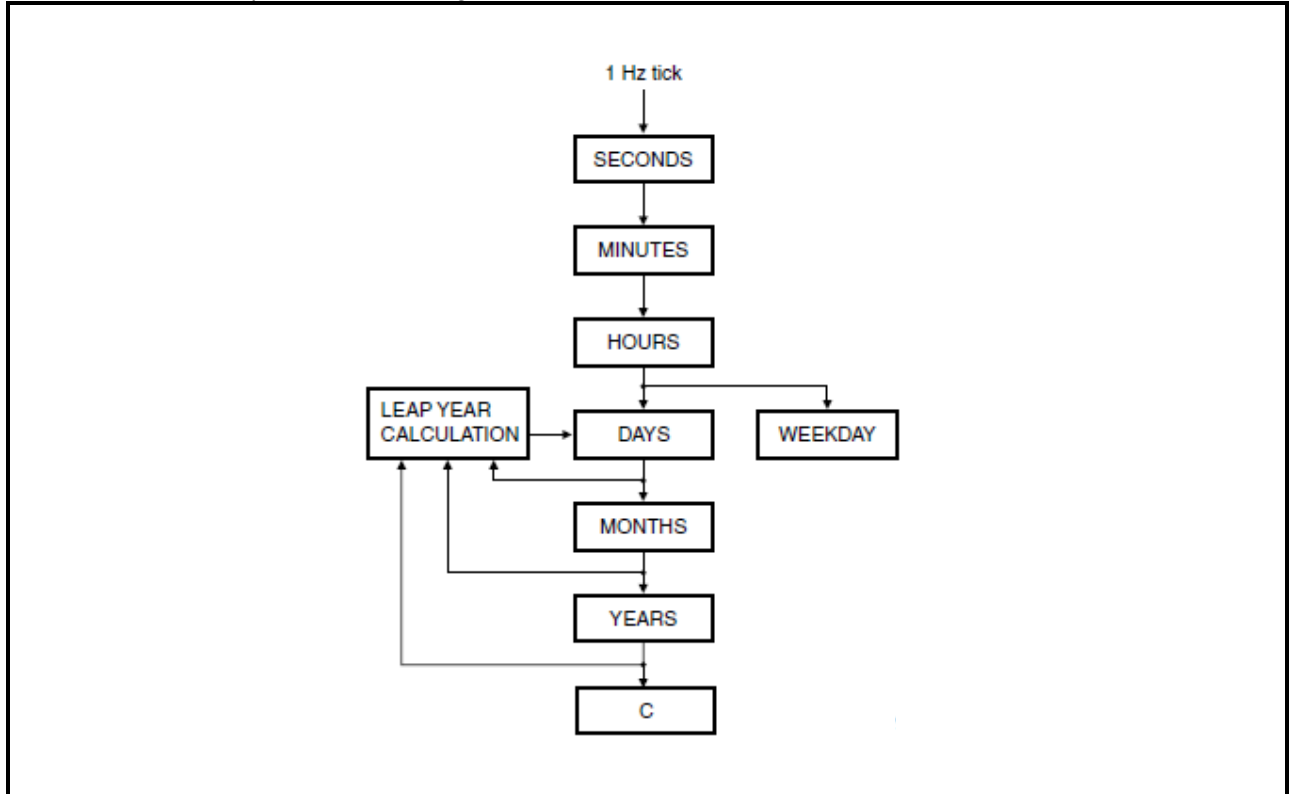 1 Hz tick
SECONDS
MINUTES
HOURS
LEAP YEAR
CALCULATION
DAYS
WEEKDAY
MONTHS
YEARS
C